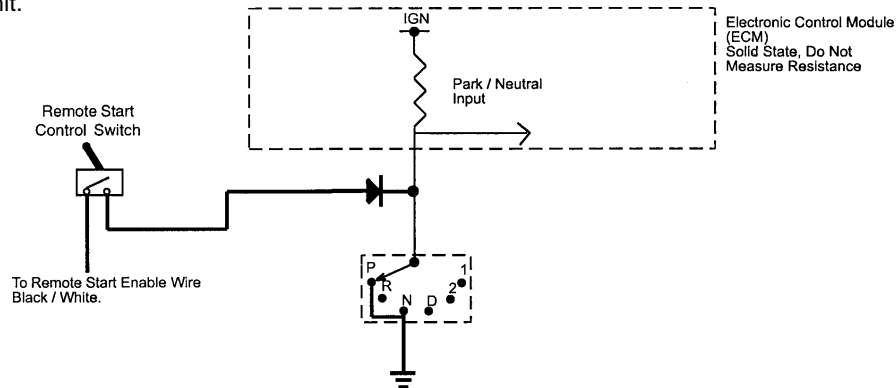 IGN
Electronic Control Module
(ECM)
Solid State, Do Not
Measure Resistance
Park / Neutral
Input
Remote Start
Control Switch
To Remote Start Enable Wire
Black / White.
P
R
N
D
2
1